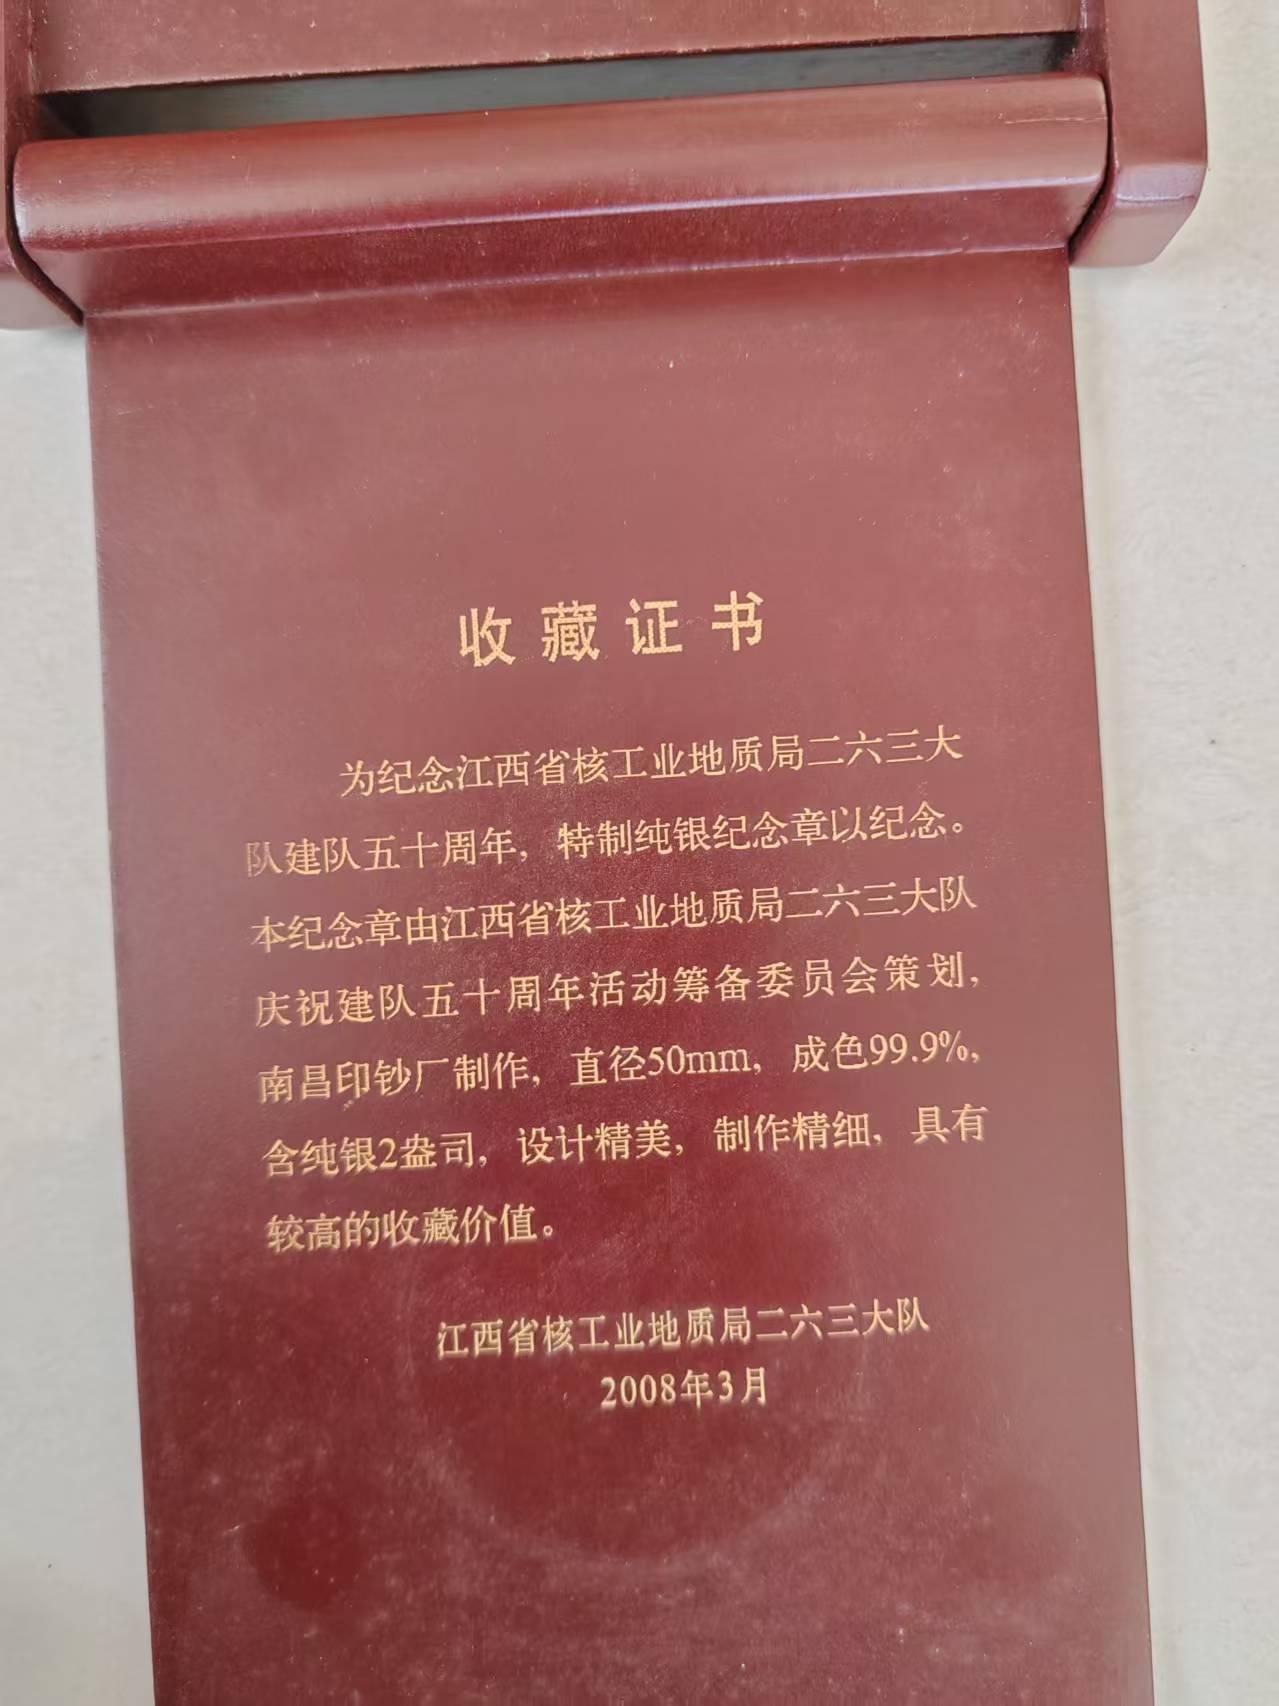 收藏证书
为纪念江西省核工业地质局二六三大
队建队五十周年，特制纯银纪念章以纪念。
本纪念章由江西省核工业地质局二六三大队
庆祝建队五十周年活动筹备委员会策划，
南昌印钞厂制作，直径50mm，成色99.9%，
含纯银2盎司，设计精美，制作精细，具有
较高的收藏价值。
江西省核工业地质局二六三大队
2008年3月